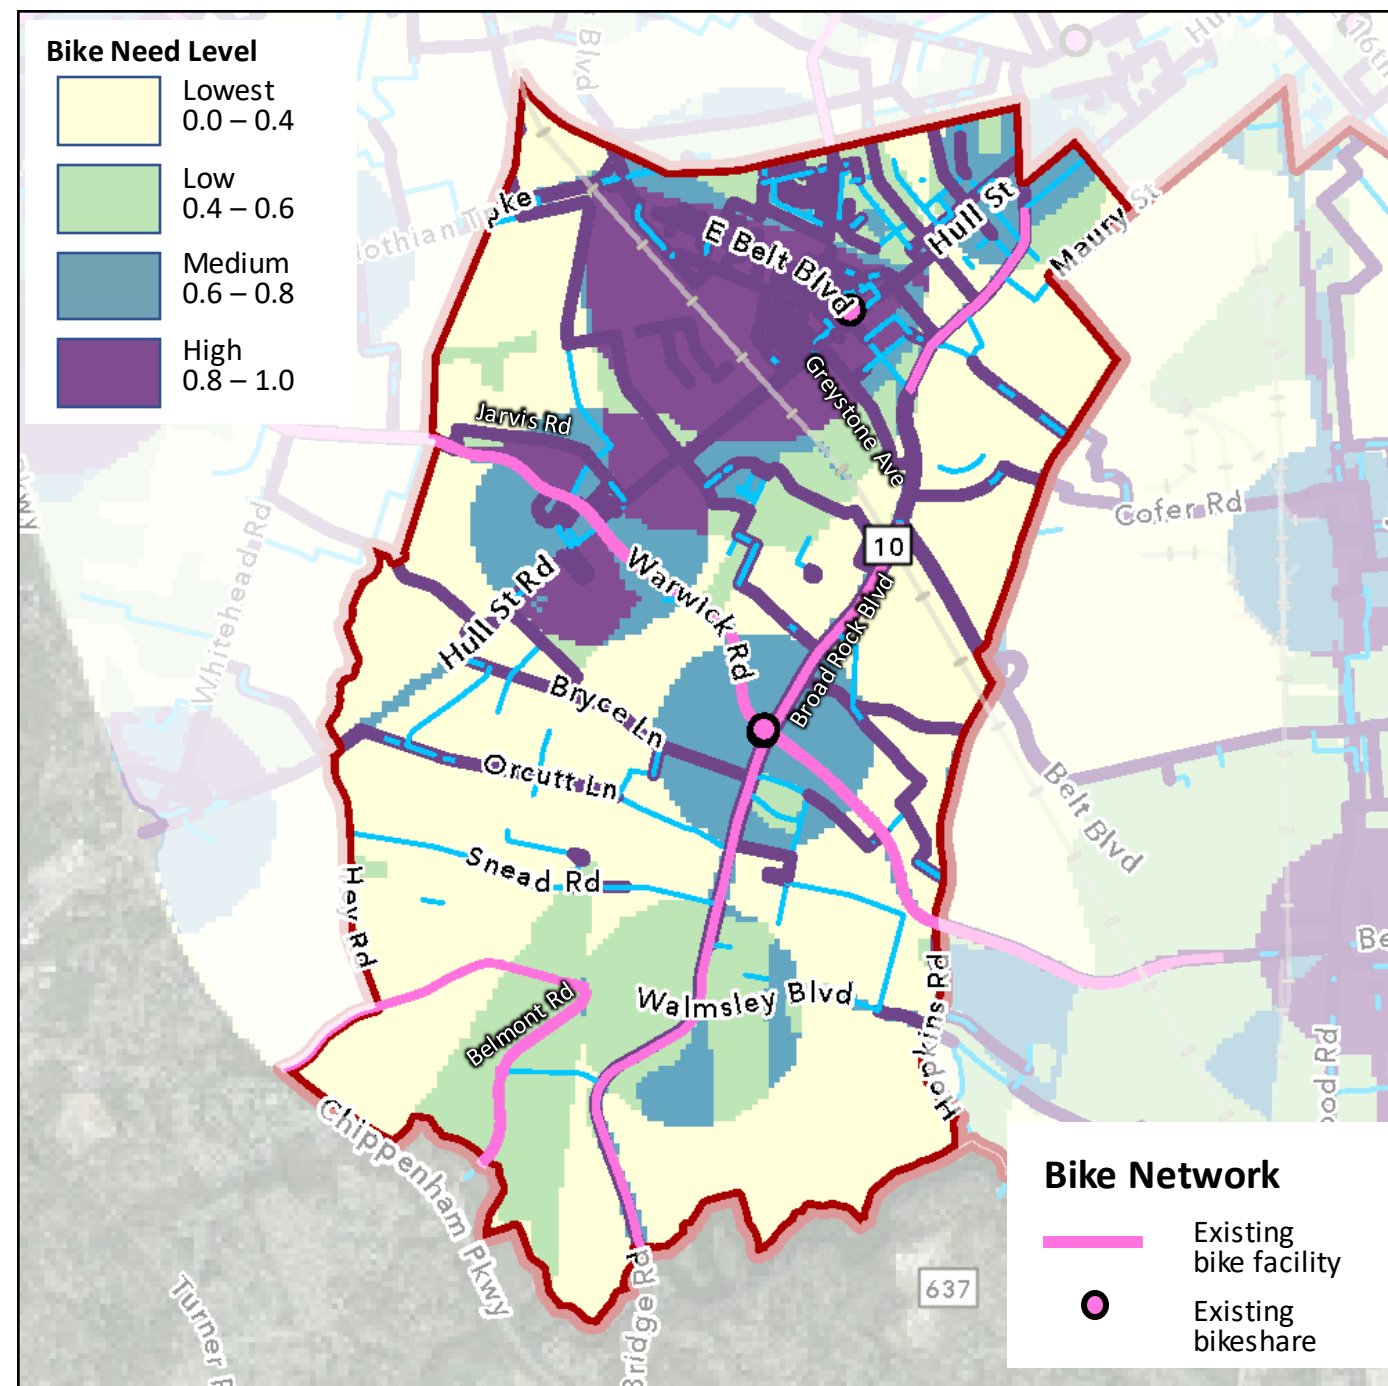 Bike Need Level
Lowest
0.0 – 0.4
Low
0.4 – 0.6
Medium
0.6 – 0.8
High
0.8 – 1.0
Blvd
16th
Hull St
Maury St
E Belt Blvd
Greystone Ave
Jarvis Rd
Cofer Rd
10
Whitehead Rd
Hull St Rd
Warwick Rd
Broad Rock Blvd
Bryce Ln
Orcutt Ln
Belt Blvd
Snead Rd
Hey Rd
Walmsley Blvd
Belmont Rd
Hopkins Rd
Chippenham Pkwy
637
Turner
Bridge Rd
Bike Network
Existing
bike facility
Existing
bikeshare